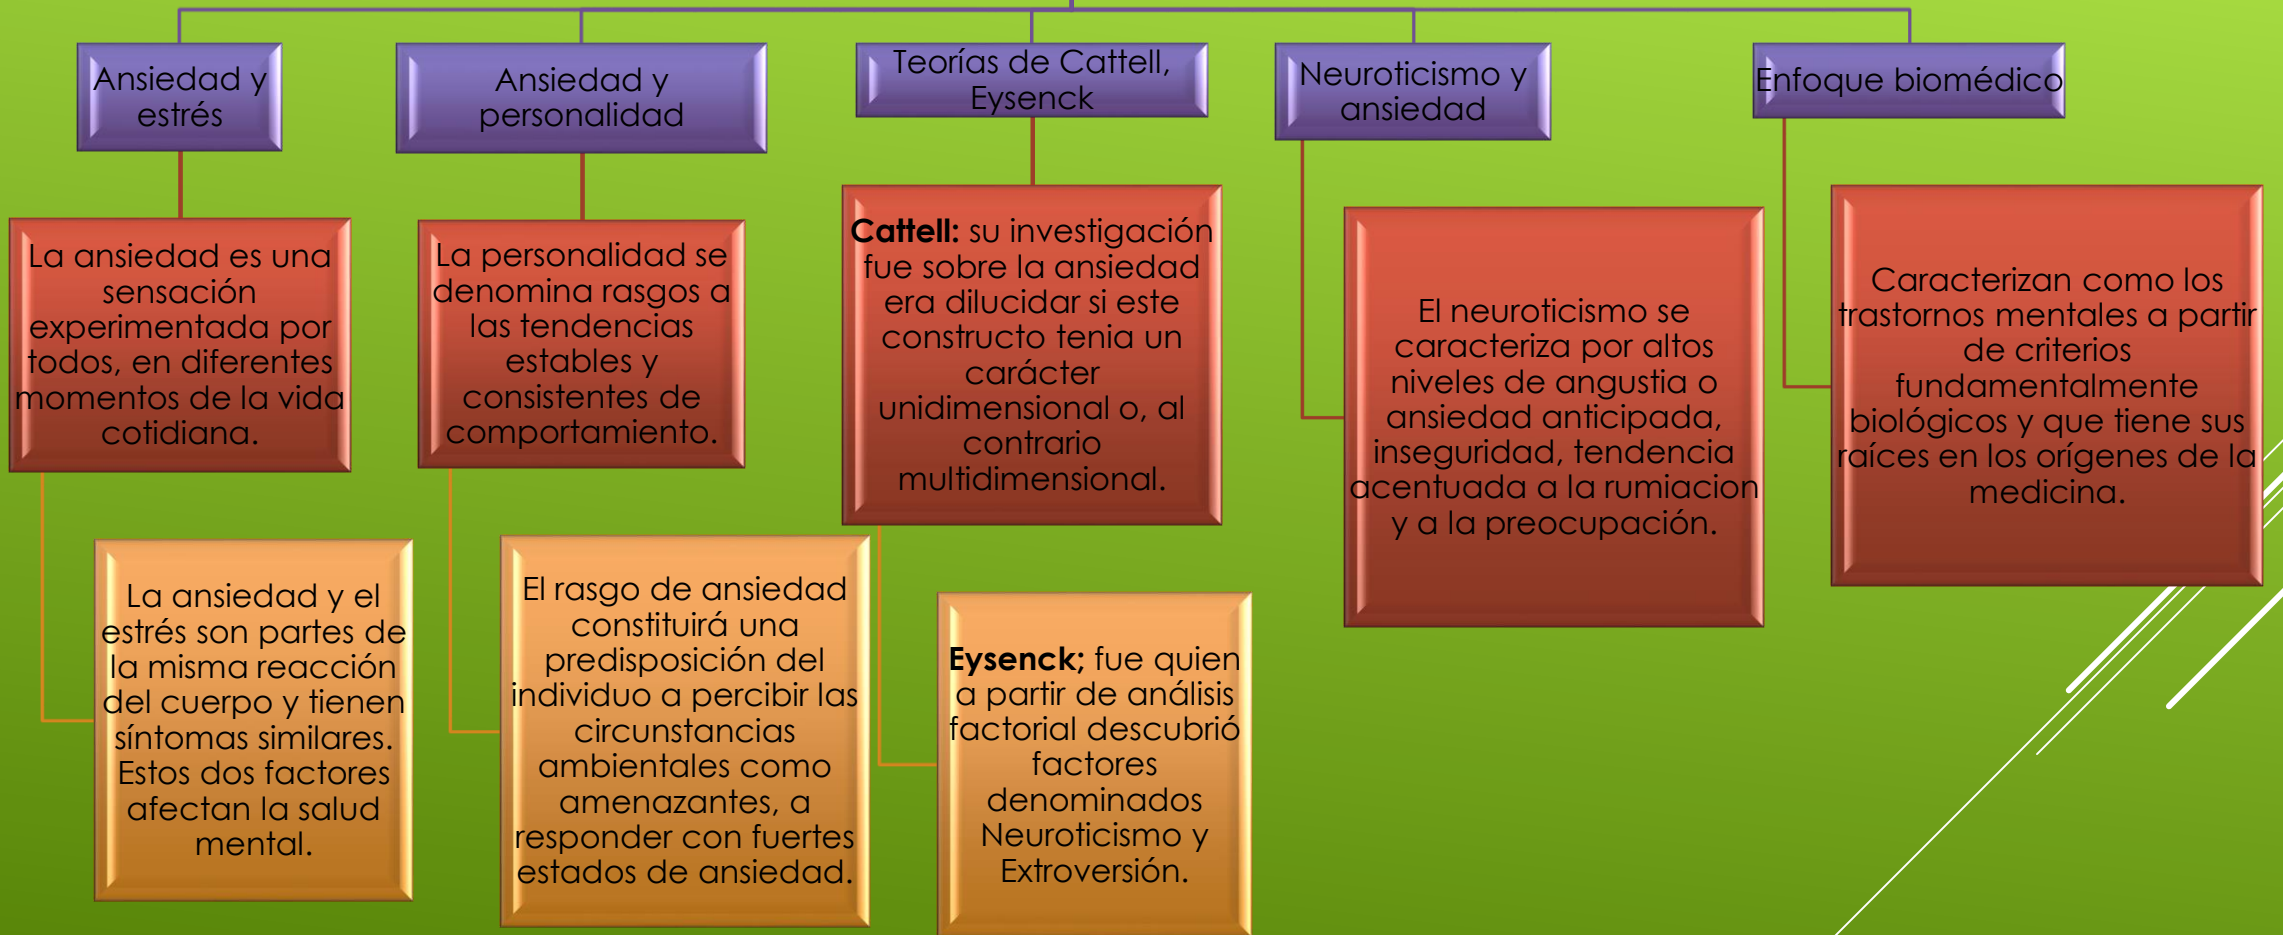 Ansiedad y
estrés
Ansiedad y
personalidad
Teorías de Cattell,
Eysenck
Neuroticismo y
ansiedad
Enfoque biomédico
La ansiedad es una
sensación
experimentada por
todos, en diferentes
momentos de la vida
cotidiana.
La personalidad se
denomina rasgos a
las tendencias
estables y
consistentes de
comportamiento.
Cattell: su investigación
fue sobre la ansiedad
era dilucidar si este
constructo tenia un
carácter
unidimensional o, al
contrario
multidimensional.
El neuroticismo se
caracteriza por altos
niveles de angustia o
ansiedad anticipada,
inseguridad, tendencia
acentuada a la rumiacion
y a la preocupación.
Caracterizan como los
trastornos mentales a partir
de criterios
fundamentalmente
biológicos y que tiene sus
raíces en los orígenes de la
medicina.
La ansiedad y el
estrés son partes de
la misma reacción
del cuerpo y tienen
síntomas similares.
Estos dos factores
afectan la salud
mental.
El rasgo de ansiedad
constituirá una
predisposición del
individuo a percibir las
circunstancias
ambientales como
amenazantes, a
responder con fuertes
estados de ansiedad.
Eysenck; fue quien
a partir de análisis
factorial descubrió
factores
denominados
Neuroticismo y
Extroversión.